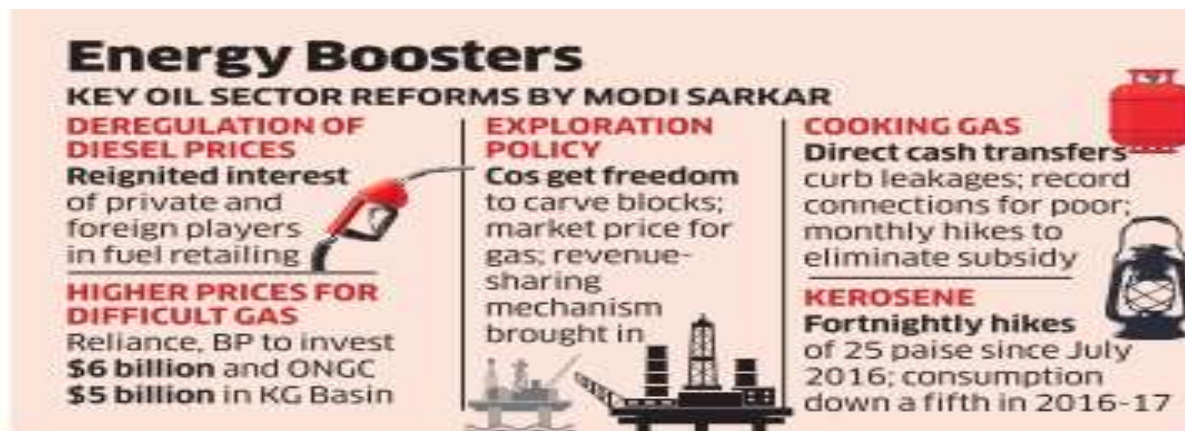 Energy Boosters
KEY OIL SECTOR REFORMS BY MODI SARKAR
DEREGULATION OF
DIESEL PRICES
Reignited interest
of private and
foreign players
in fuel retailing
HIGHER PRICES FOR
DIFFICULT GAS
Reliance, BP to invest
$6 billion and ONGC
$5 billion in KG Basin
EXPLORATION
POLICY
Cos get freedom
to carve blocks;
market price for
gas; revenue-
sharing
mechanism
brought in
COOKING GAS
Direct cash transfers
curb leakages; record
connections for poor;
monthly hikes to
eliminate subsidy
KEROSENE
Fortnightly hikes
of 25 paise since July
2016; consumption
down a fifth in 2016-17